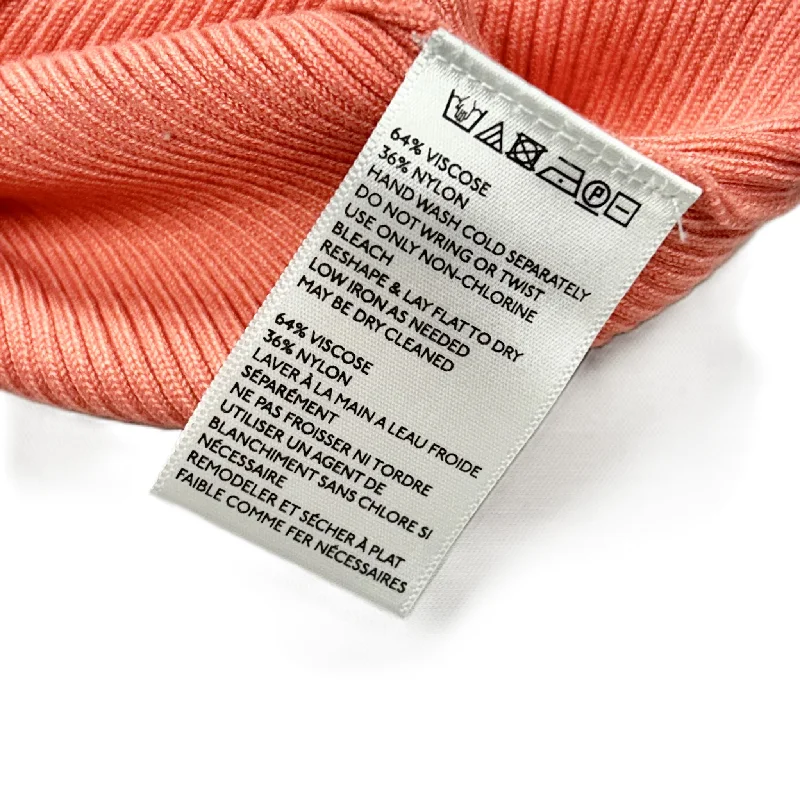 P
64% VISCOSE
36% NYLON
HAND WASH COLD SEPARATELY
DO NOT WRING OR TWIST
USE ONLY NON-CHLORINE
BLEACH
RESHAPE & LAY FLAT TO DRY
LOW IRON AS NEEDED
MAY BE DRY CLEANED
64% VISCOSE
36% NYLON
LAVER À LA MAIN A LEAU FROIDE
SÉPARÉMENT
NE PAS FROISSER NI TORDRE
UTILISER UN AGENT DE
BLANCHIMENT SANS CHLORE SI
NÉCESSAIRE
REMODELER ET SÉCHER À PLAT
FAIBLE COMME FER NÉCESSAIRES